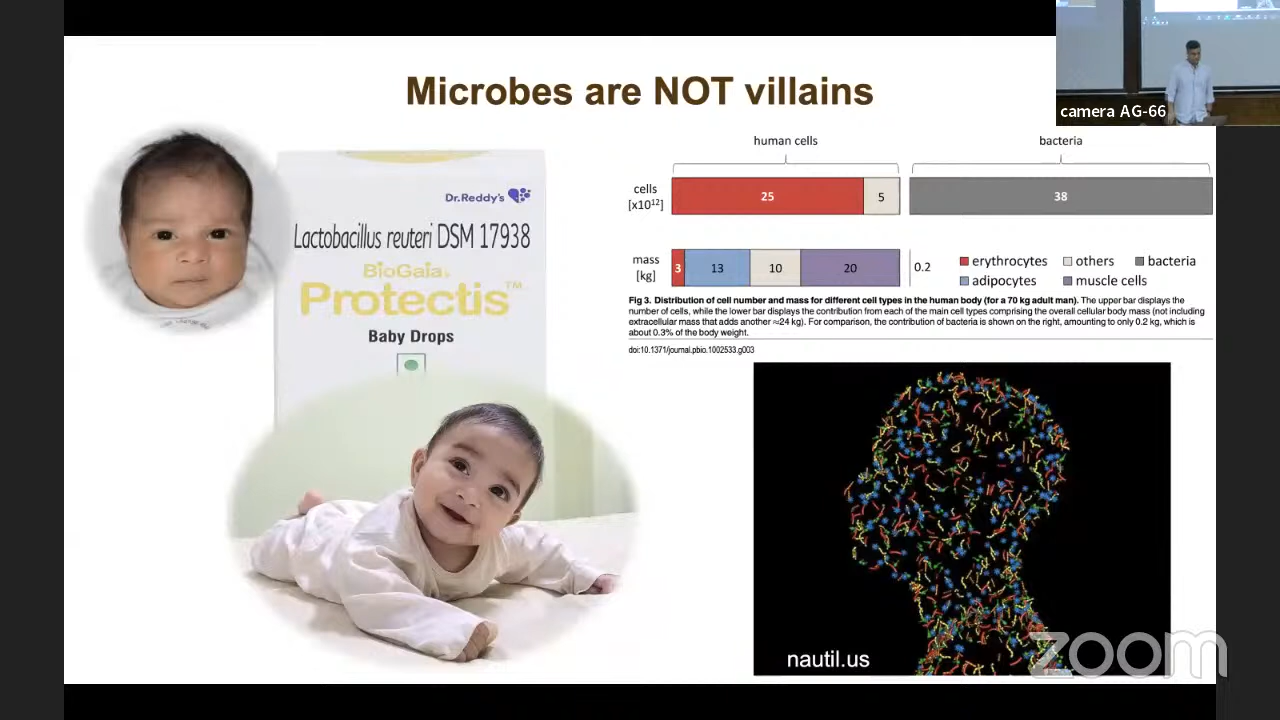 Microbes are NOT villains
camera AG-66
Dr.Reddy's
Lactobacillus reuteri DSM 17938
BioGaia.
Protectis™
Baby Drops
human cells
bacteria
cells
[x10¹²]
25
5
38
mass
[kg]
3
13
10
20
0.2
erythrocytes
others
bacteria
adipocytes
muscle cells
Fig 3. Distribution of cell number and mass for different cell types in the human body (for a 70 kg adult man). The upper bar displays the
number of cells, while the lower bar displays the contribution from each of the main cell types comprising the overall cellular body mass (not including
extracellular mass that adds another ≈24 kg). For comparison, the contribution of bacteria is shown on the right, amounting to only 0.2 kg, which is
about 0.3% of the body weight.
doi:10.1371/journal.pbio.1002533.g003
nautil.us
zoom